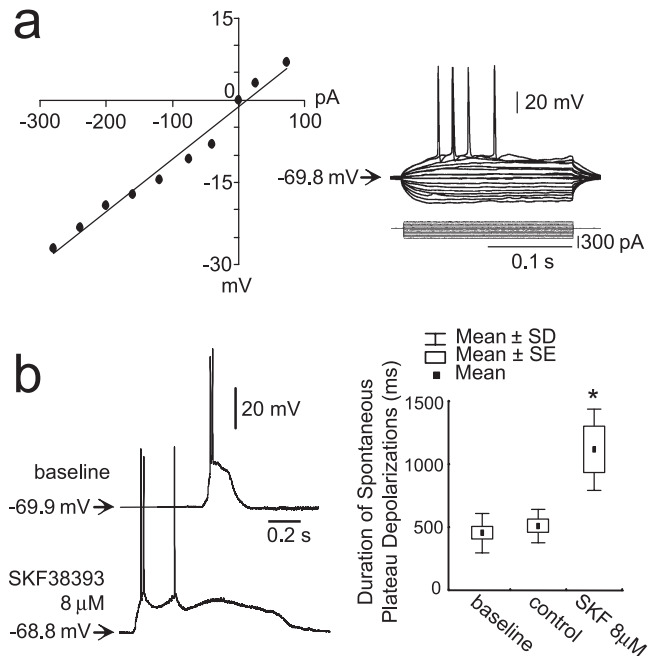 a
15
0
pA
-300
-200
-100
100
-15
-30
mV
20 mV
-69.8 mV
300 pA
0.1 s
b
20 mV
baseline
-69.9 mV
0.2 s
SKF38393
8 µM
-68.8 mV
Mean ± SD
Mean ± SE
Mean
Duration of Spontaneous
Plateau Depolarizations (ms)
1500
1000
500
0
*
baseline
control
SKF 8µM